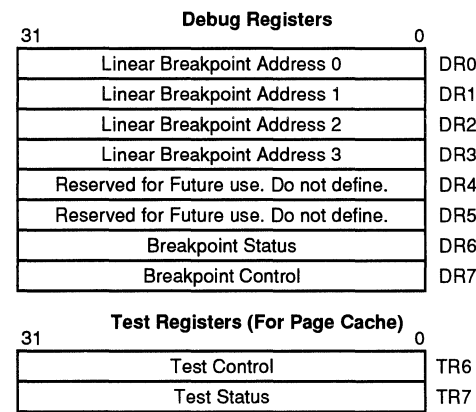 Debug Registers
31 0
Linear Breakpoint Address 0 DR0
Linear Breakpoint Address 1 DR1
Linear Breakpoint Address 2 DR2
Linear Breakpoint Address 3 DR3
Reserved for Future use. Do not define. DR4
Reserved for Future use. Do not define. DR5
Breakpoint Status DR6
Breakpoint Control DR7
Test Registers (For Page Cache)
31 0
Test Control TR6
Test Status TR7